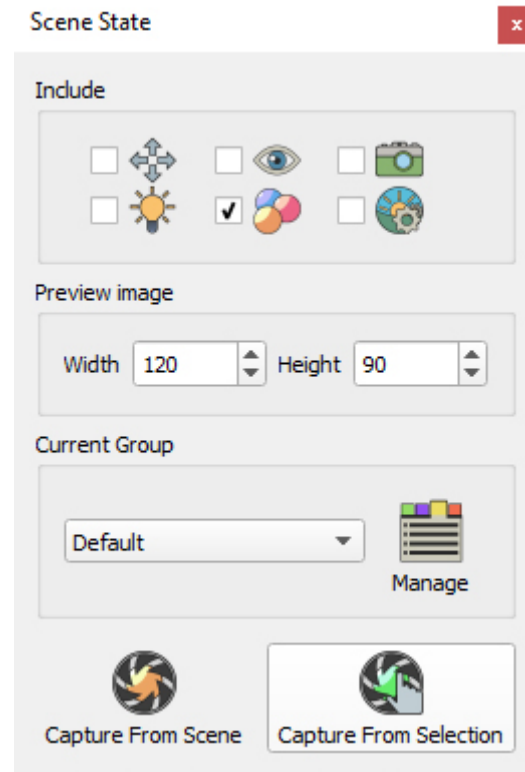 Scene State
x
Include
Preview image
Width 120 Height 90
Current Group
Default
Manage
Capture From Scene Capture From Selection